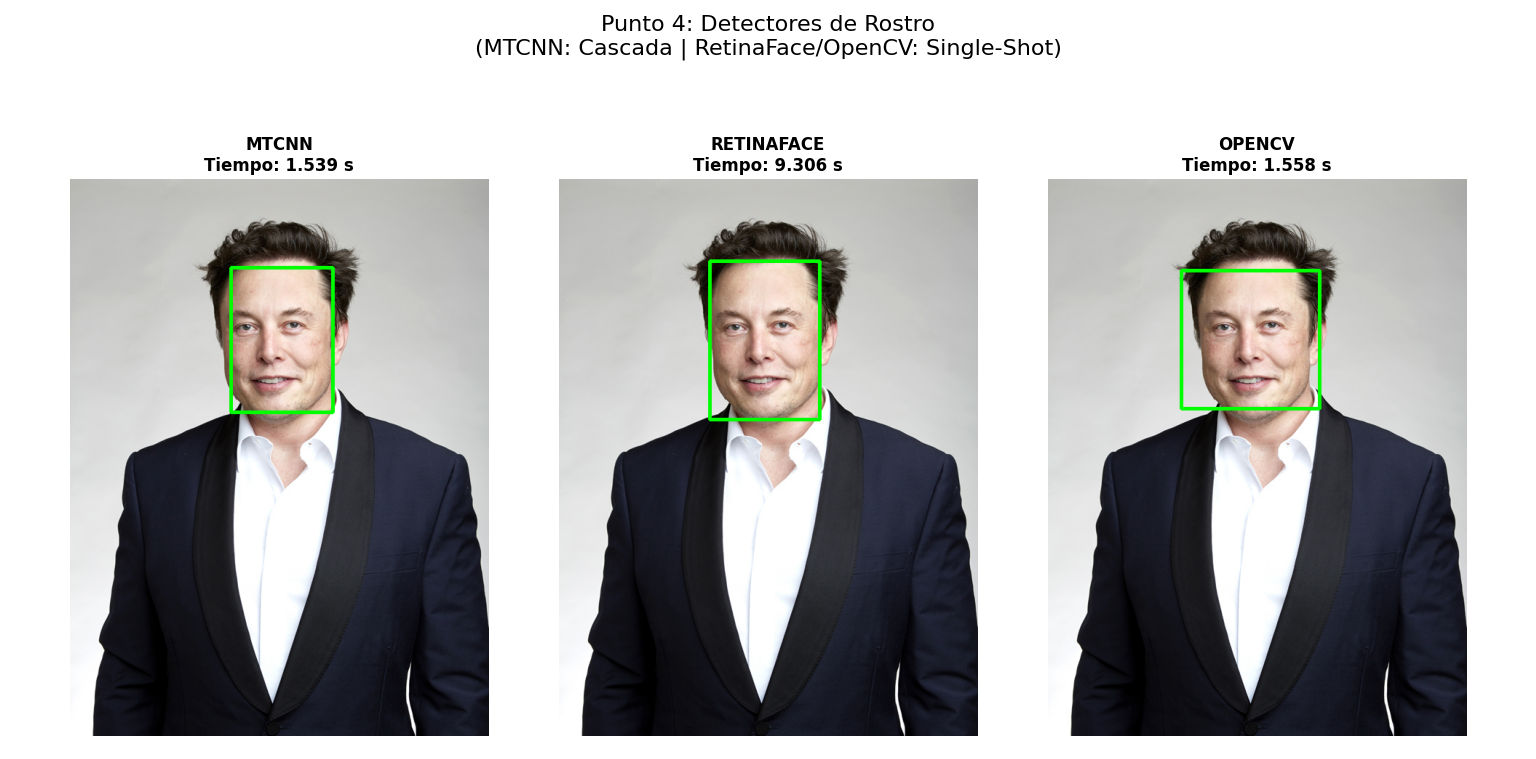 Punto 4: Detectores de Rostro
(MTCNN: Cascada | RetinaFace/OpenCV: Single-Shot)
MTCNN
Tiempo: 1.539 s
RETINAFACE
Tiempo: 9.306 s
OPENCV
Tiempo: 1.558 s